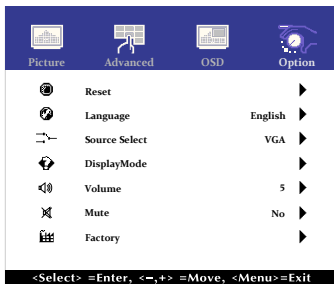 Picture Advanced OSD Option
Reset
Language English
Source Select VGA
DisplayMode
Volume 5
Mute No
Factory
<Select> =Enter, <−,+> =Move, <Menu>=Exit